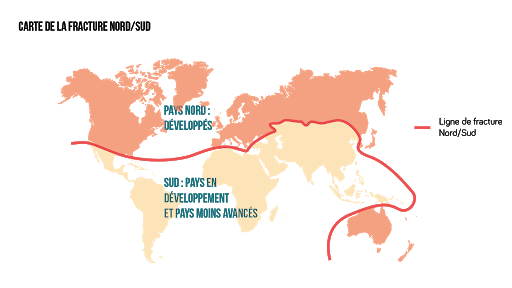 CARTE DE LA FRACTURE NORD/SUD
PAYS NORD :
DÉVELOPPÉS
Ligne de fracture
Nord/Sud
SUD : PAYS EN
DÉVELOPPEMENT
ET PAYS MOINS AVANCÉS